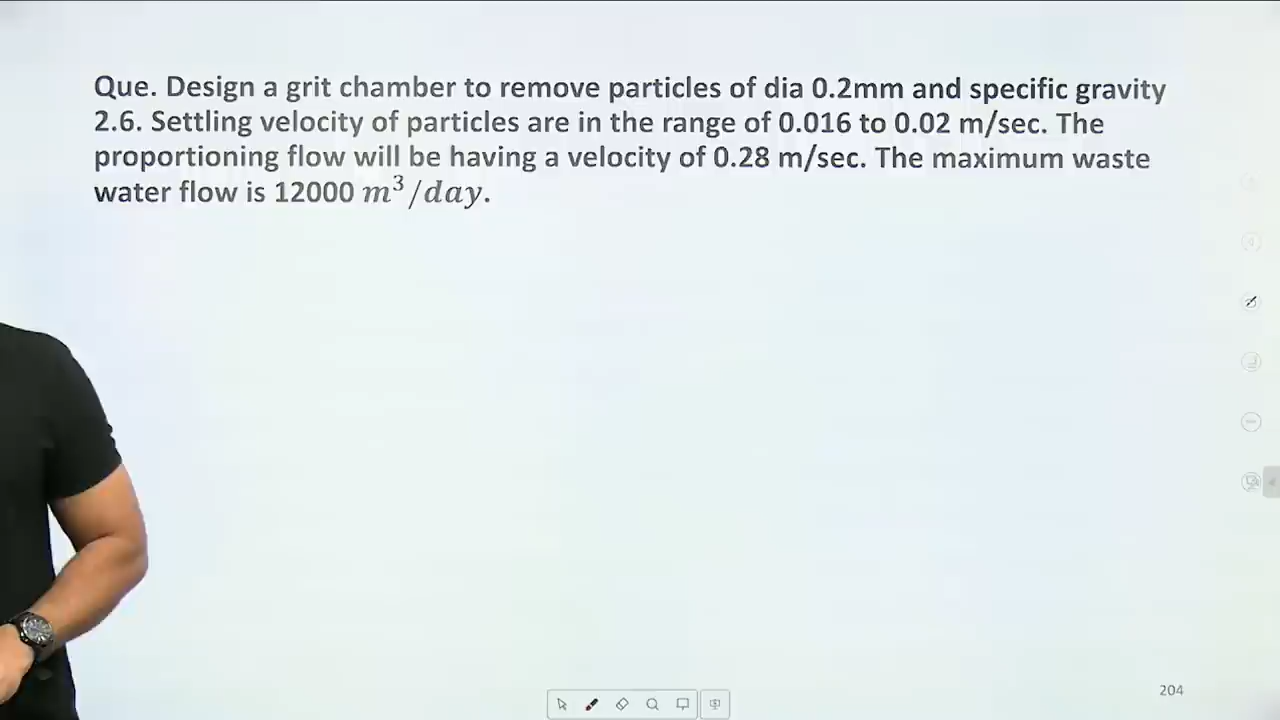 Que. Design a grit chamber to remove particles of dia 0.2mm and specific gravity
2.6. Settling velocity of particles are in the range of 0.016 to 0.02 m/sec. The
proportioning flow will be having a velocity of 0.28 m/sec. The maximum waste
water flow is 12000 m³/day.
204